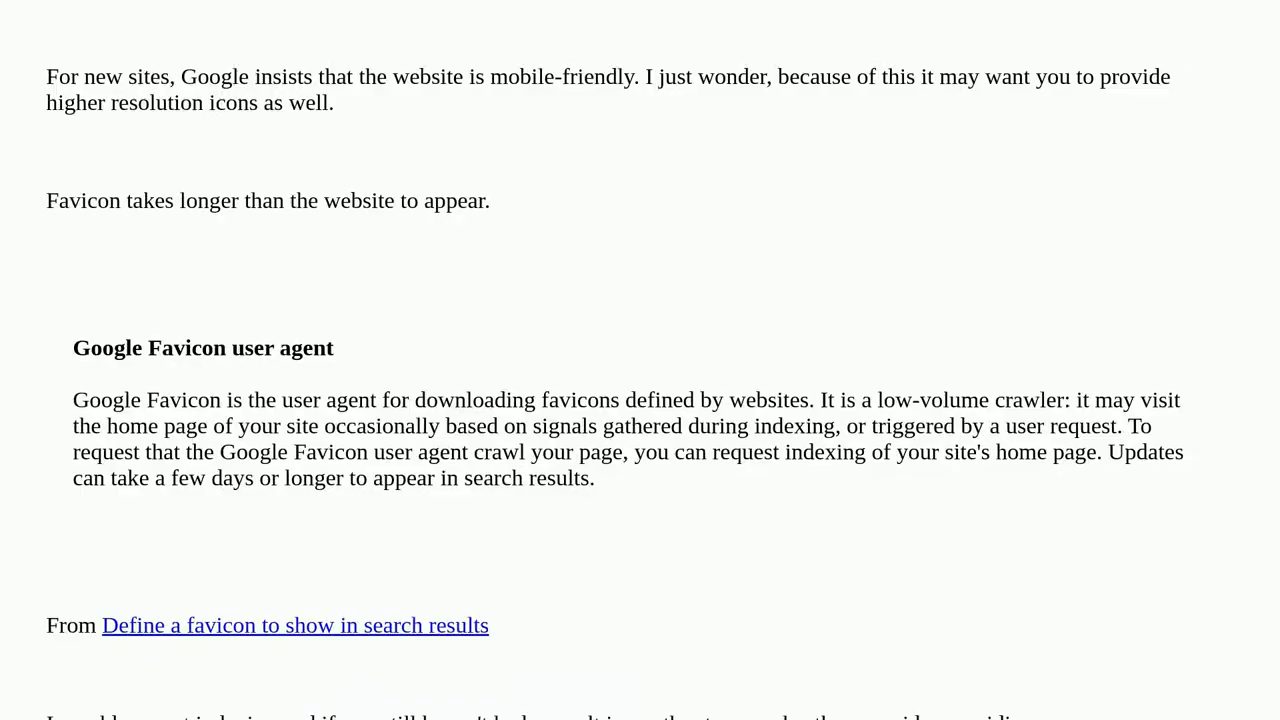 For new sites, Google insists that the website is mobile-friendly. I just wonder, because of this it may want you to provide
higher resolution icons as well.
Favicon takes longer than the website to appear.
Google Favicon user agent
Google Favicon is the user agent for downloading favicons defined by websites. It is a low-volume crawler: it may visit
the home page of your site occasionally based on signals gathered during indexing, or triggered by a user request. To
request that the Google Favicon user agent crawl your page, you can request indexing of your site's home page. Updates
can take a few days or longer to appear in search results.
From Define a favicon to show in search results